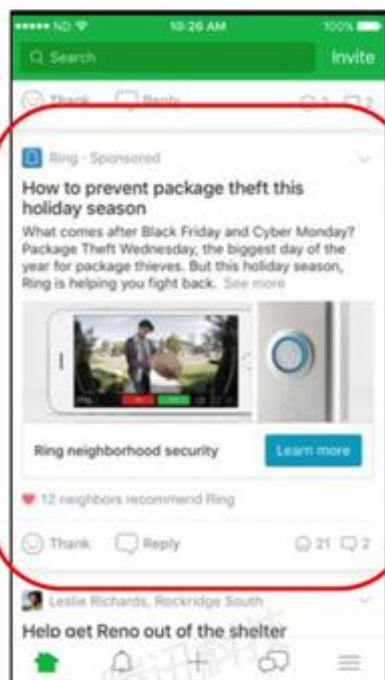 ND
10:26 AM
100%
Search
Invite
Thank
Reply
2
2
Ring · Sponsored
How to prevent package theft this
holiday season
What comes after Black Friday and Cyber Monday?
Package Theft Wednesday, the biggest day of the
year for package thieves. But this holiday season,
Ring is helping you fight back. See more
Ring neighborhood security
Learn more
12 neighbors recommend Ring
Thank
Reply
21
2
Leslie Richards, Rockridge South
Help get Reno out of the shelter